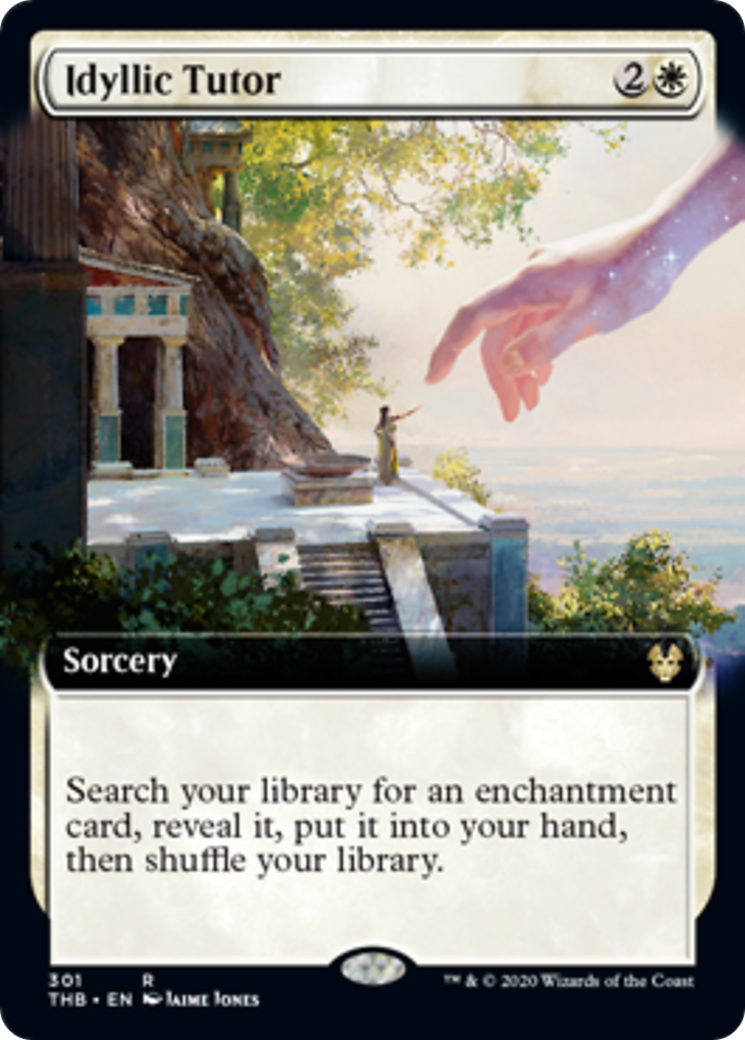 Idyllic Tutor 2
Sorcery
Search your library for an enchantment
card, reveal it, put it into your hand,
then shuffle your library.
301 R
THB • EN Jaime Jones
™ & © 2020 Wizards of the Coast